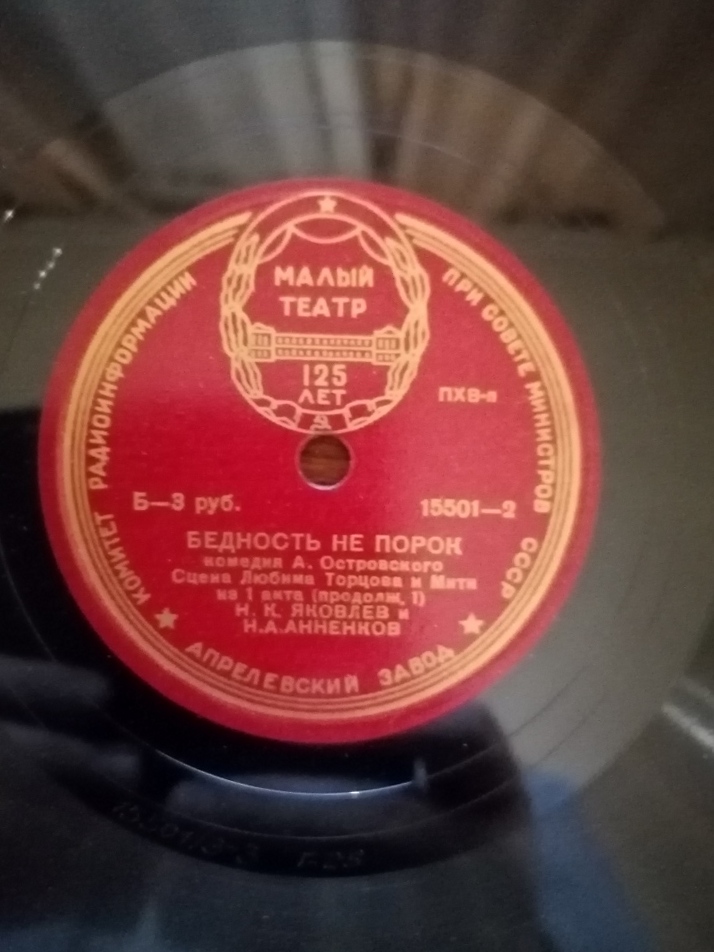 МАЛЫЙ
ТЕАТР
125
ЛЕТ
КОМИТЕТ РАДИОИНФОРМАЦИИ ПРИ СОВЕТЕ МИНИСТРОВ СССР
ПХВ-п
Б—3 руб.
15501—2
БЕДНОСТЬ НЕ ПОРОК
комедия А. Островского
Сцена Любима Торцова и Мити
из 1 акта (продолж. 1)
Н. К. ЯКОВЛЕВ и
Н.А.АННЕНКОВ
АПРЕЛЕВСКИЙ ЗАВОД